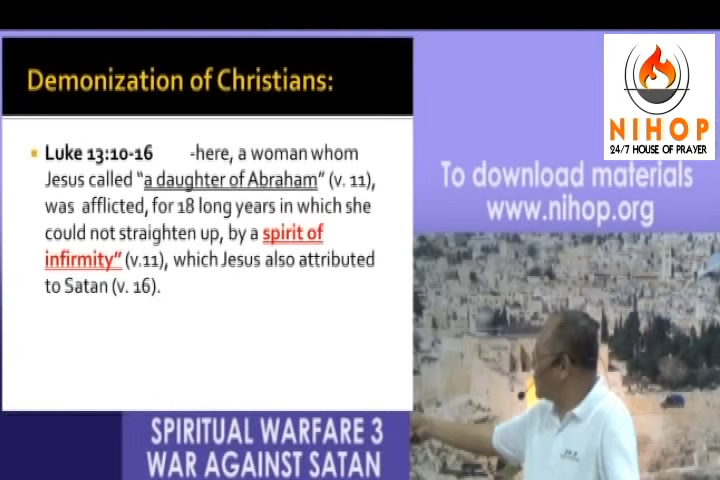 Demonization of Christians:
Luke 13:10-16 -here, a woman whom
Jesus called “a daughter of Abraham” (v. 11),
was afflicted, for 18 long years in which she
could not straighten up, by a spirit of
infirmity” (v.11), which Jesus also attributed
to Satan (v. 16).
NIHOP
24/7 HOUSE OF PRAYER
To download materials
www.nihop.org
SPIRITUAL WARFARE 3
WAR AGAINST SATAN